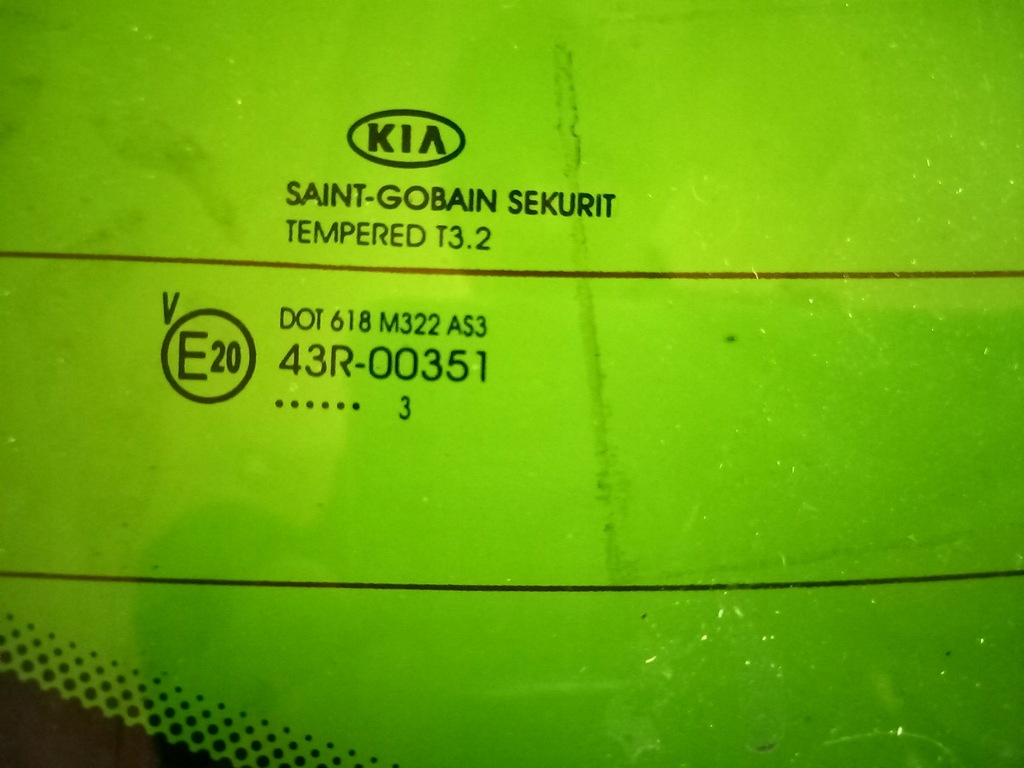 KIA
SAINT-GOBAIN SEKURIT
TEMPERED T3.2
V
E20
DOT 618 M322 AS3
43R-00351
...... 3